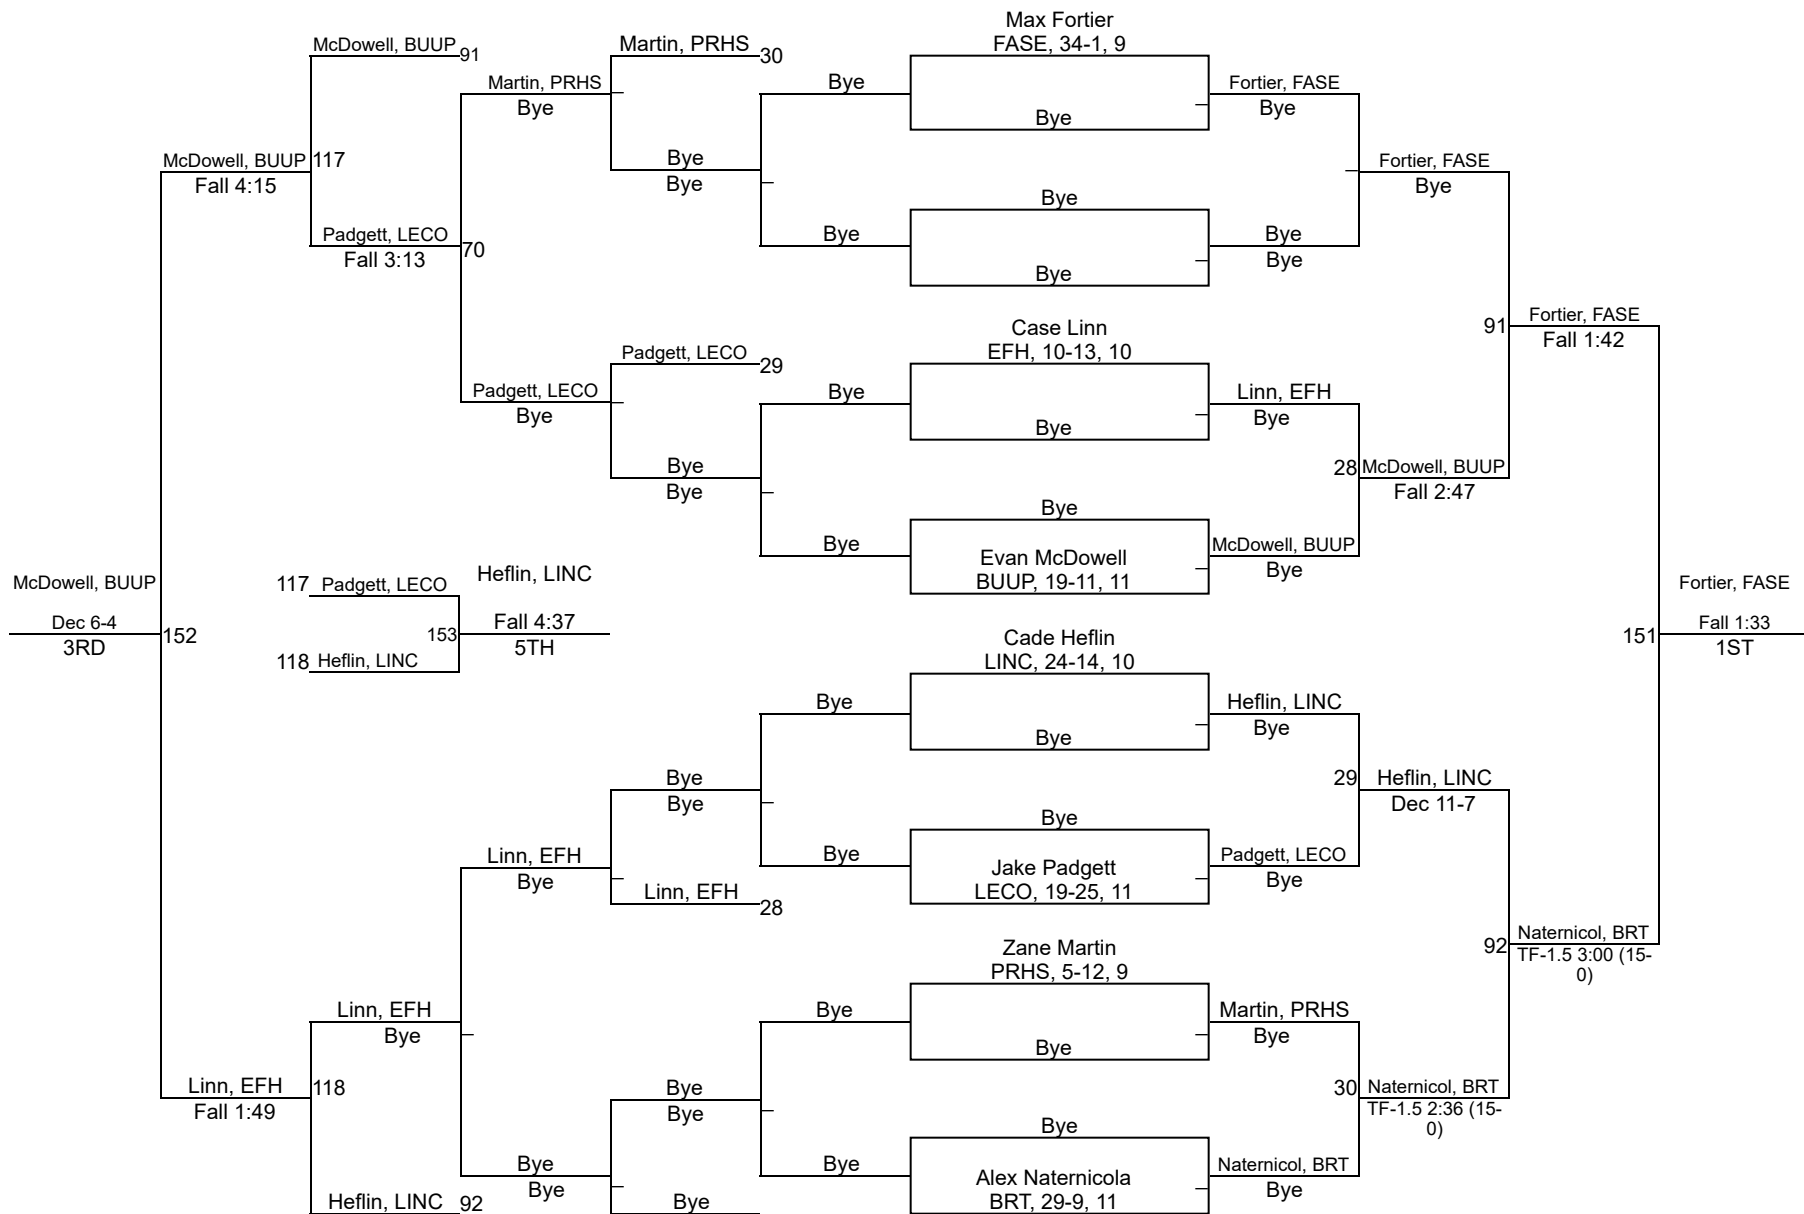 Max Fortier
FASE, 34-1, 9
McDowell, BUUP
91
Martin, PRHS
30
Martin, PRHS
Bye
Bye
Bye
Fortier, FASE
Bye
McDowell, BUUP
117
Fall 4:15
Bye
Bye
Fortier, FASE
Bye
Bye
Padgett, LECO
70
Fall 3:13
Bye
Bye
Bye
Bye
Case Linn
EFH, 10-13, 10
91
Fortier, FASE
Fall 1:42
Padgett, LECO
29
Padgett, LECO
Bye
Bye
Bye
Linn, EFH
Bye
Bye
Bye
28
McDowell, BUUP
Fall 2:47
Bye
Bye
Evan McDowell
BUUP, 19-11, 11
McDowell, BUUP
Bye
McDowell, BUUP
117
Padgett, LECO
Heflin, LINC
Fortier, FASE
Dec 6-4
3RD
152
153
Fall 4:37
5TH
151
Fall 1:33
1ST
118
Heflin, LINC
Cade Heflin
LINC, 24-14, 10
Bye
Bye
Heflin, LINC
Bye
Bye
Bye
29
Heflin, LINC
Dec 11-7
Bye
Linn, EFH
Bye
Bye
Jake Padgett
LECO, 19-25, 11
Padgett, LECO
Bye
Linn, EFH
28
Zane Martin
PRHS, 5-12, 9
92
Naternicol, BRT
TF-1.5 3:00 (15-
0)
Linn, EFH
Bye
Bye
Bye
Martin, PRHS
Bye
Linn, EFH
118
Fall 1:49
Bye
Bye
30
Naternicol, BRT
TF-1.5 2:36 (15-
0)
Bye
Bye
Bye
Bye
Alex Naternicola
BRT, 29-9, 11
Naternicol, BRT
Bye
Heflin, LINC
92
Bye